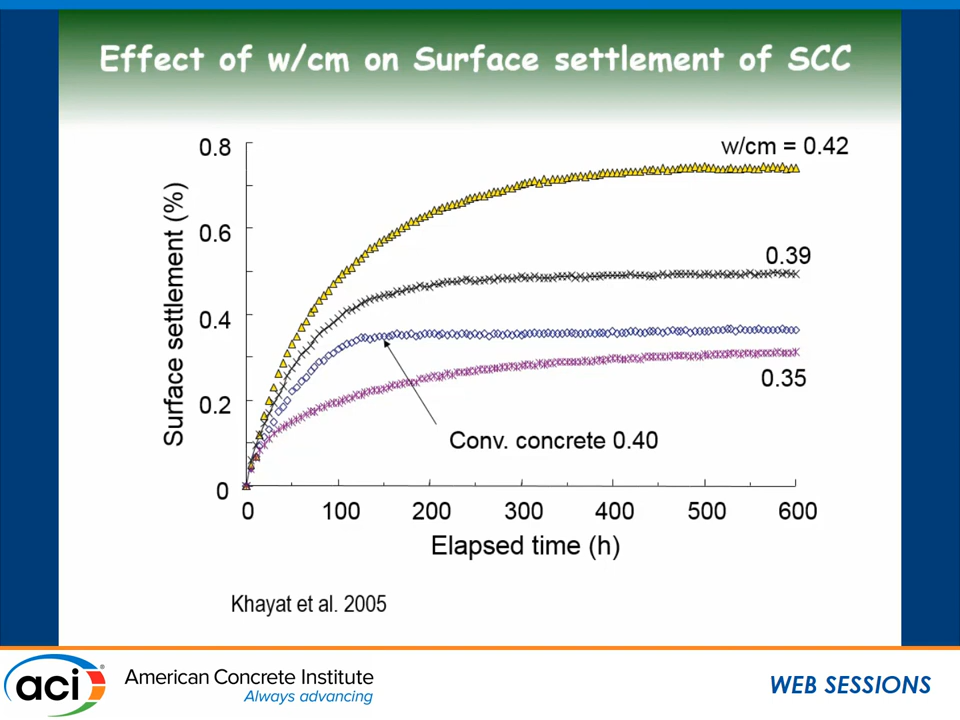 Effect of w/cm on Surface settlement of SCC
w/cm = 0.42
0.39
0.35
Conv. concrete 0.40
Surface settlement (%)
0.8
0.6
0.4
0.2
0
0 100 200 300 400 500 600
Elapsed time (h)
Khayat et al. 2005
aci®
American Concrete Institute
Always advancing
WEB SESSIONS